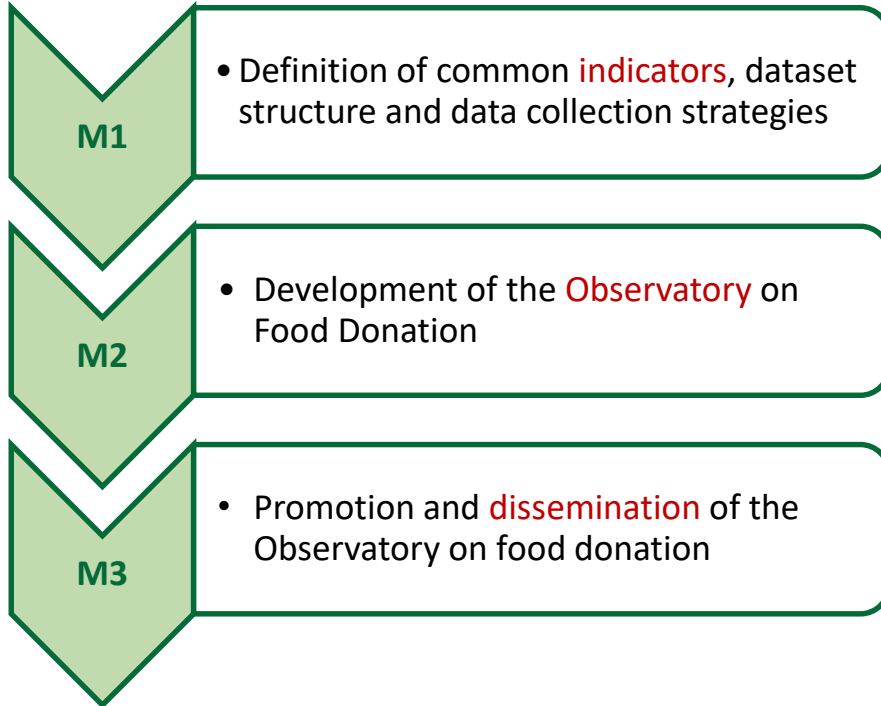 M1
• Definition of common indicators, dataset
structure and data collection strategies
M2
• Development of the Observatory on
Food Donation
M3
• Promotion and dissemination of the
Observatory on food donation